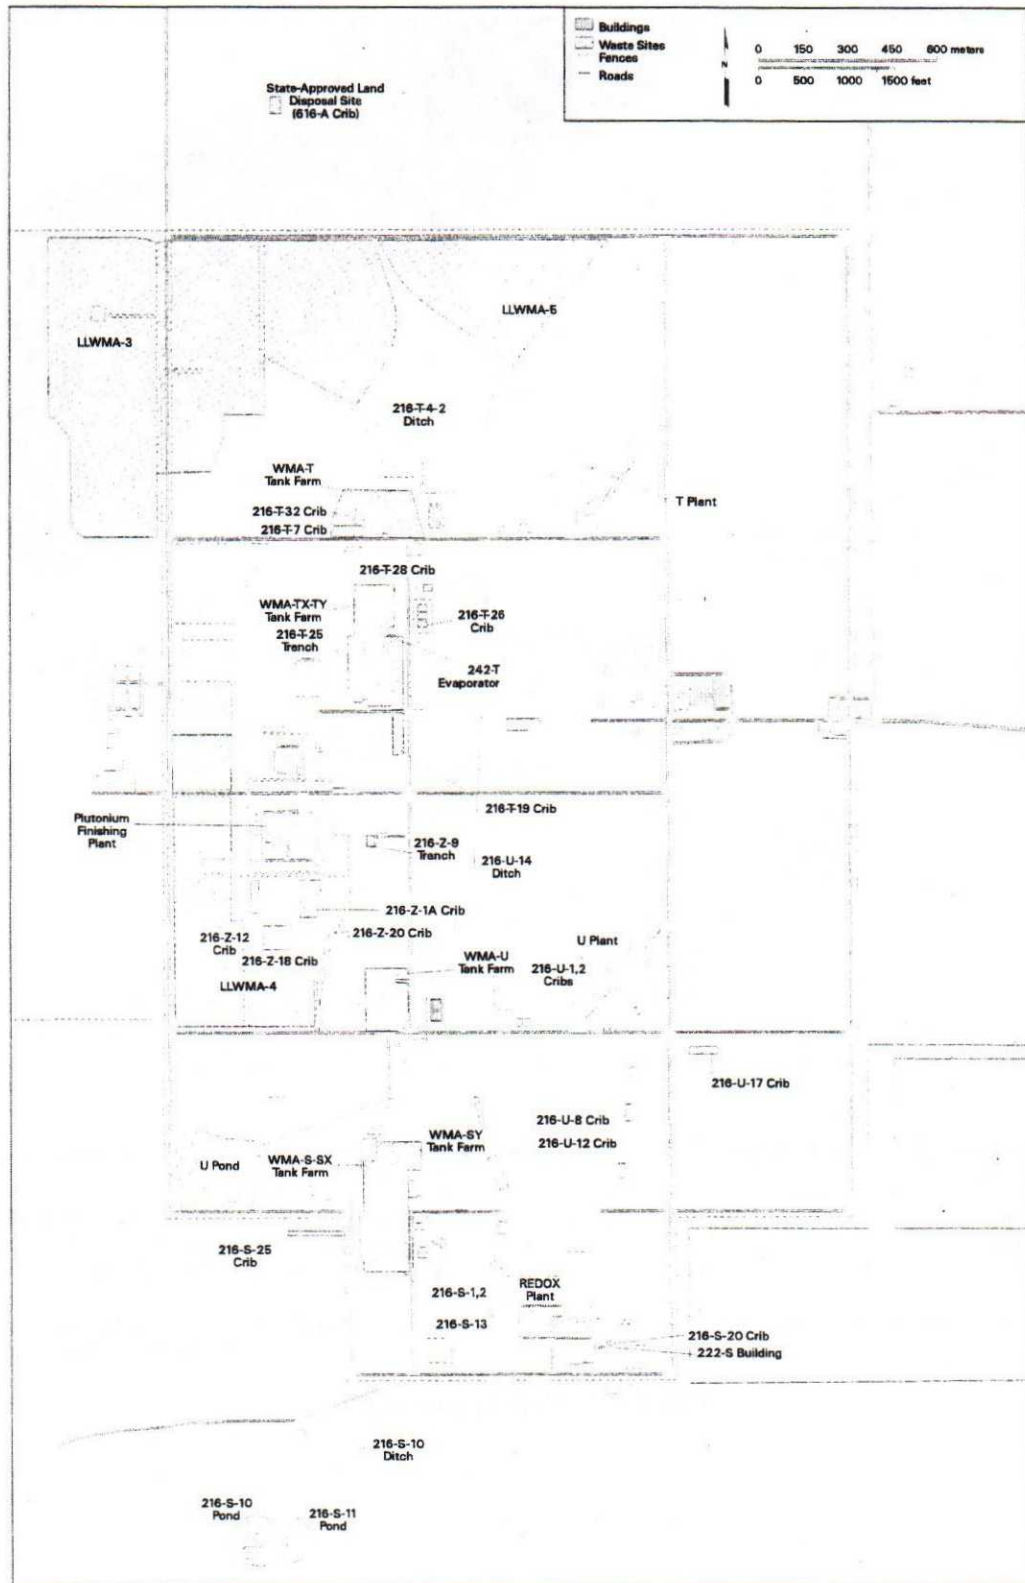 Buildings
Waste Sites
Fences
Roads
N
0 150 300 450 600 meters
0 500 1000 1500 feet
State-Approved Land
Disposal Site
(616-A Crib)
LLWMA-5
LLWMA-3
216-T-4-2
Ditch
WMA-T
Tank Farm
T Plant
216-T-32 Crib
216-T-7 Crib
216-T-28 Crib
WMA-TX-TY
Tank Farm
216-T-26
Crib
216-T-25
Trench
242-T
Evaporator
216-T-19 Crib
Plutonium
Finishing
Plant
216-Z-9
Trench
216-U-14
Ditch
216-Z-1A Crib
216-Z-20 Crib
216-Z-12
Crib
216-Z-18 Crib
U Plant
WMA-U
Tank Farm
216-U-1,2
Cribs
LLWMA-4
216-U-17 Crib
216-U-8 Crib
WMA-SY
Tank Farm
216-U-12 Crib
U Pond
WMA-S-SX
Tank Farm
216-S-25
Crib
216-S-1,2
REDOX
Plant
216-S-13
216-S-20 Crib
222-S Building
216-S-10
Ditch
216-S-10
Pond
216-S-11
Pond